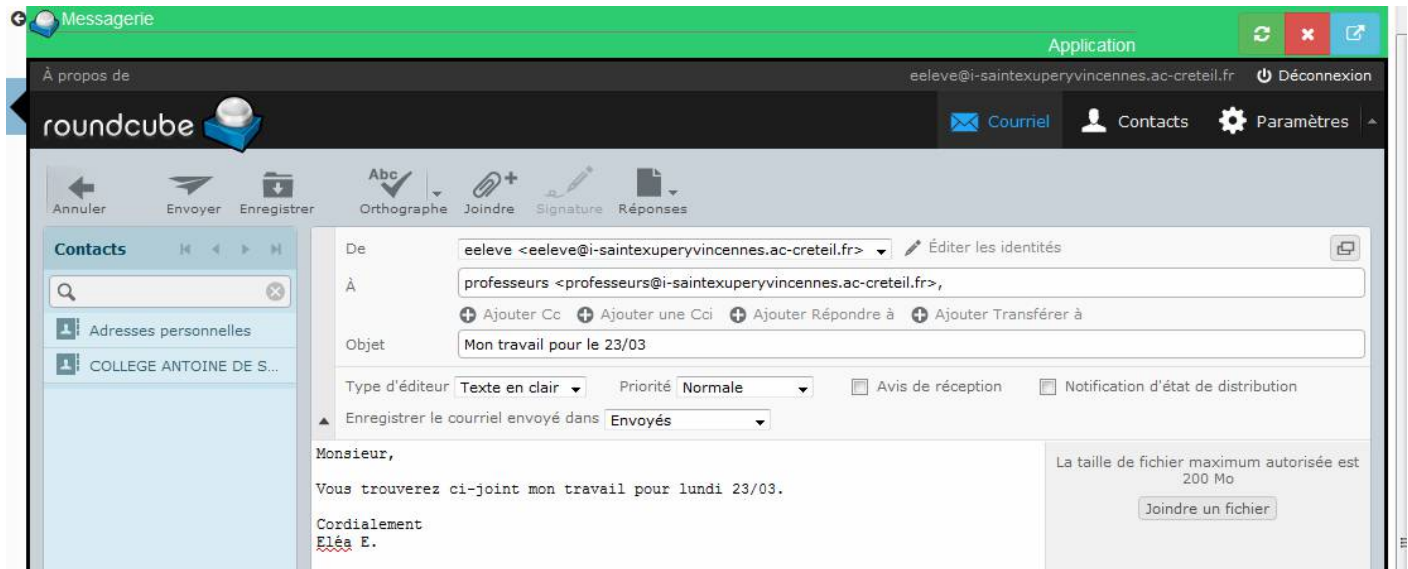 Messagerie
Application
À propos de
eeleve@i-saintexuperyvincennes.ac-creteil.fr Déconnexion
roundcube Courriel Contacts Paramètres
Annuler Envoyer Enregistrer Abc Orthographe Joindre Signature Réponses
Contacts
Adresses personnelles
COLLEGE ANTOINE DE S...
De eeleve <eeleve@i-saintexuperyvincennes.ac-creteil.fr> Éditer les identités
À professeurs <professeurs@i-saintexuperyvincennes.ac-creteil.fr>,
Ajouter Cc Ajouter une Cci Ajouter Répondre à Ajouter Transférer à
Objet Mon travail pour le 23/03
Type d'éditeur Texte en clair Priorité Normale Avis de réception Notification d'état de distribution
Enregistrer le courriel envoyé dans Envoyés
Monsieur,
Vous trouverez ci-joint mon travail pour lundi 23/03.
Cordialement
Eléa E.
La taille de fichier maximum autorisée est
200 Mo
Joindre un fichier